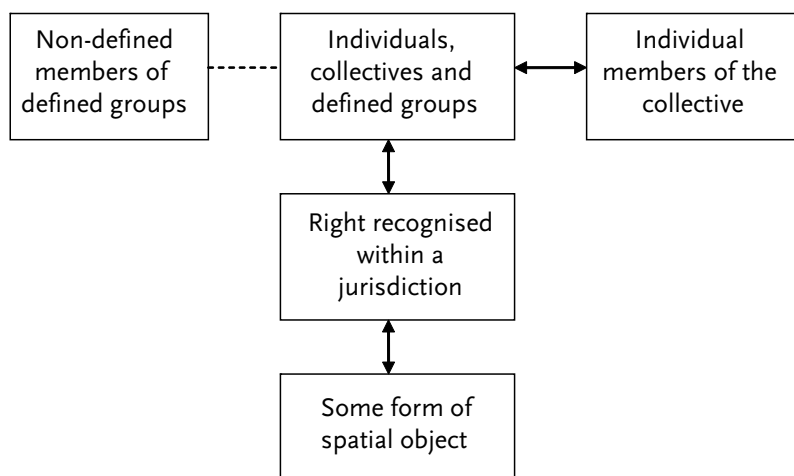 Non-defined
members of
defined groups
Individuals,
collectives and
defined groups
Individual
members of the
collective
Right recognised
within a
jurisdiction
Some form of
spatial object